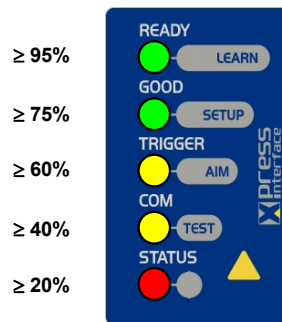 READY
≥ 95% LEARN
GOOD
≥ 75% SETUP
TRIGGER
≥ 60% AIM
COM
≥ 40% TEST
STATUS
≥ 20%
Xpress
interface